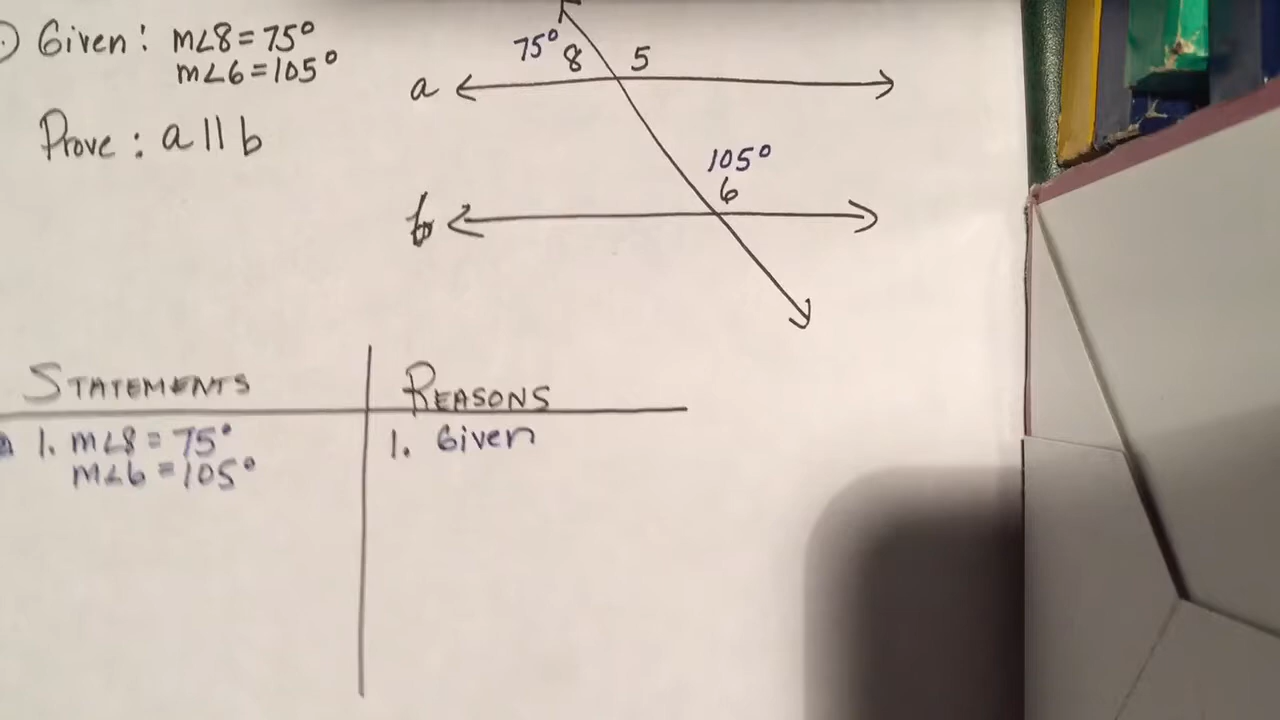 Given: m∠8 = 75°
m∠6 = 105°
Prove: a || b
75°
8
5
a
105°
6
b
STATEMENTS
REASONS
1. m∠8 = 75°
1. Given
m∠6 = 105°